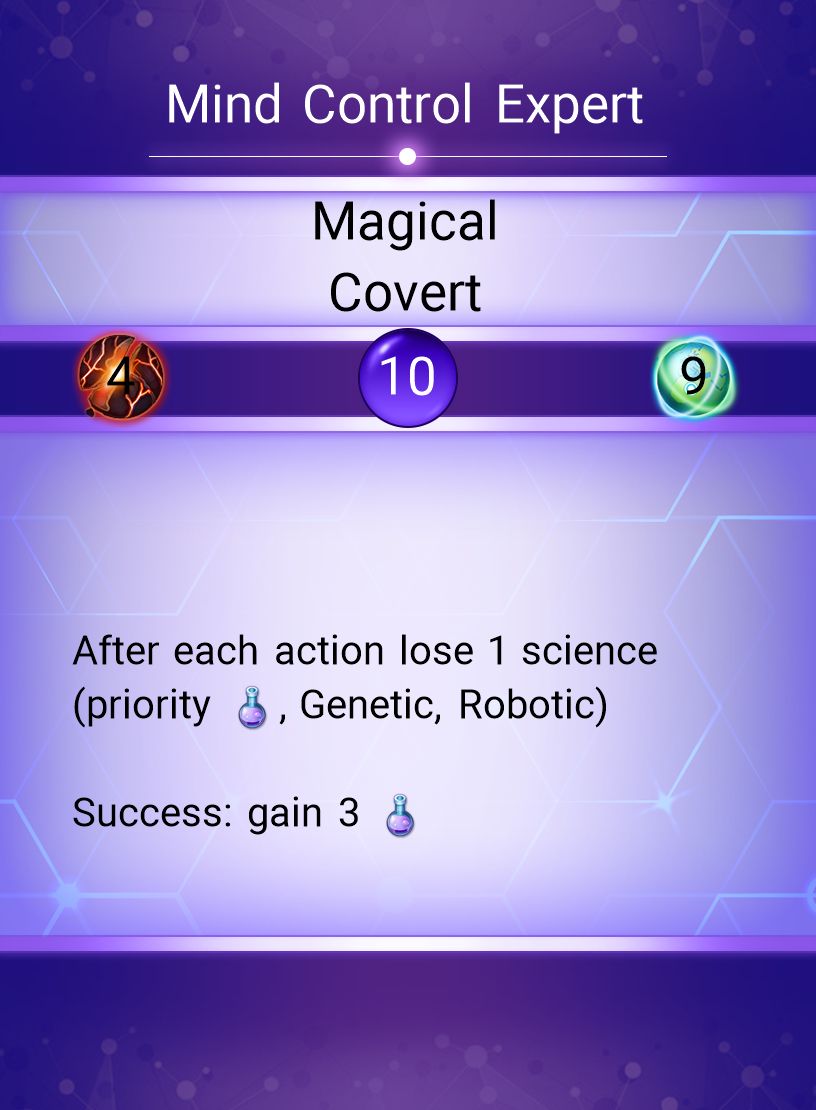 Mind Control Expert
Magical
Covert
4 10 9
After each action lose 1 science
(priority , Genetic, Robotic)
Success: gain 3